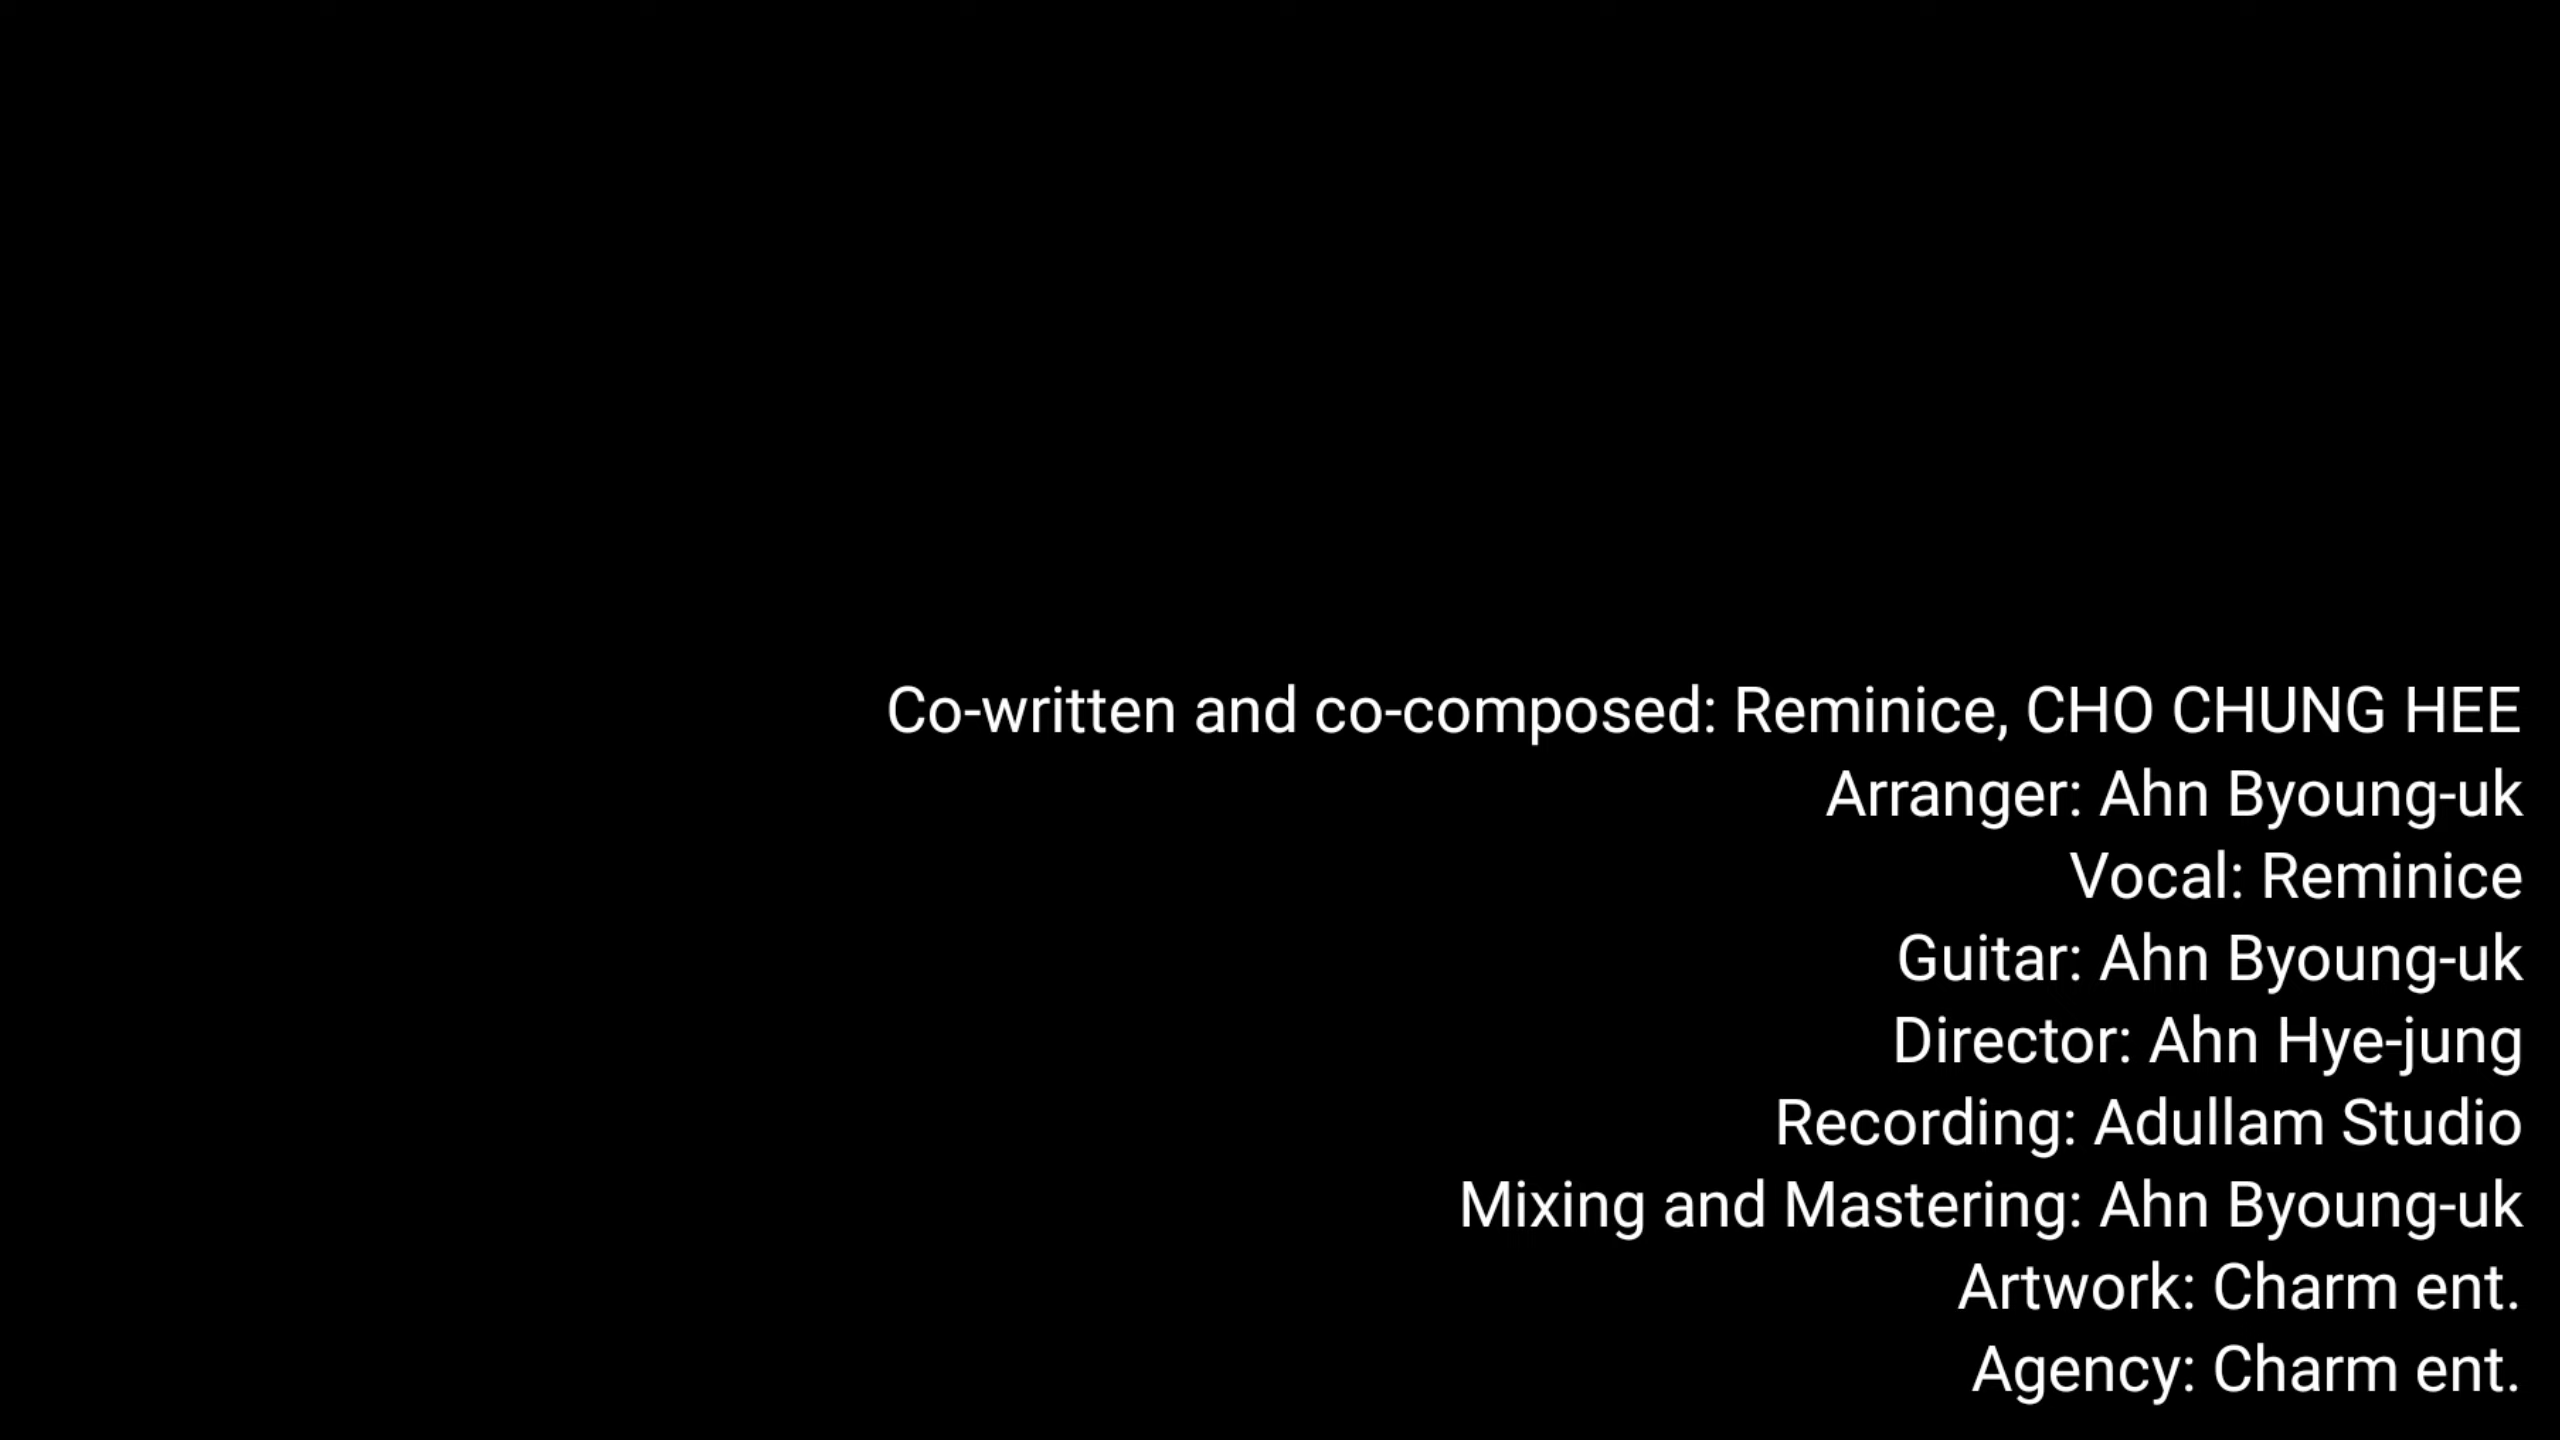 Co-written and co-composed: Reminice, CHO CHUNG HEE
Arranger: Ahn Byoung-uk
Vocal: Reminice
Guitar: Ahn Byoung-uk
Director: Ahn Hye-jung
Recording: Adullam Studio
Mixing and Mastering: Ahn Byoung-uk
Artwork: Charm ent.
Agency: Charm ent.